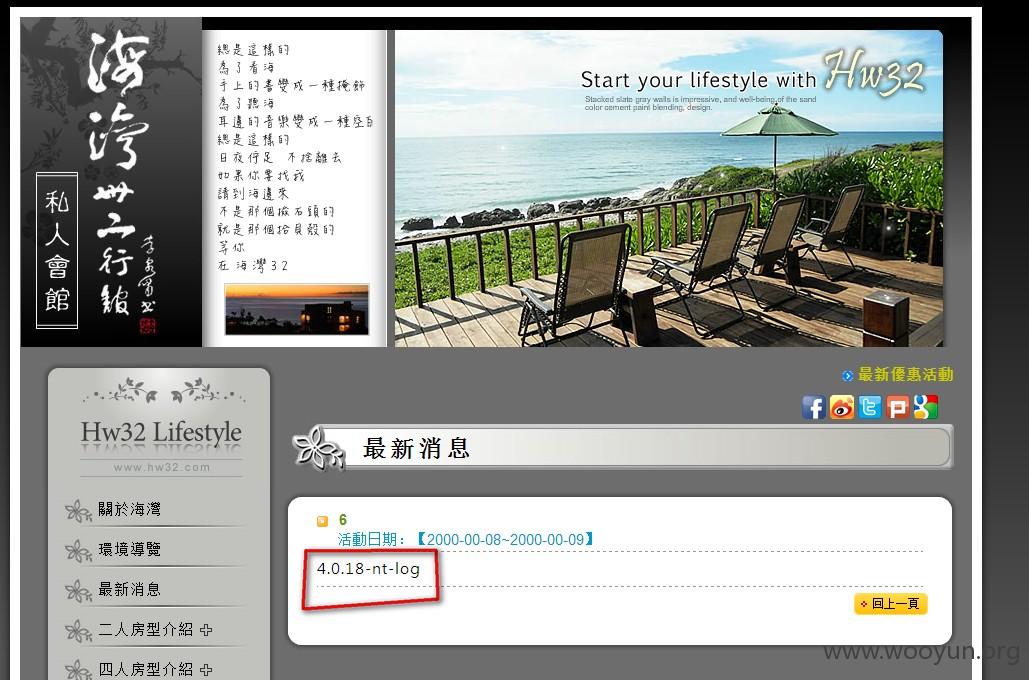 海灣卅二行館
私人會館
總是這樣的
為了看海
手上的書變成一種掩飾
為了聽海
耳邊的音樂變成一種空白
總是這樣的
日夜佇足 不捨離去
如果你要找我
請到海邊來
不是那個撿石頭的
就是那個拾貝殼的
等你
在海灣32
Start your lifestyle with Hw32
Stacked slate gray walls is impressive, and well-being of the sand
color cement paint blending, design.
最新優惠活動
Hw32 Lifestyle
www.hw32.com
關於海灣
環境導覽
最新消息
二人房型介紹
四人房型介紹
最新消息
6
活動日期：【2000-00-08~2000-00-09】
4.0.18-nt-log
回上一頁
www.wooyun.org